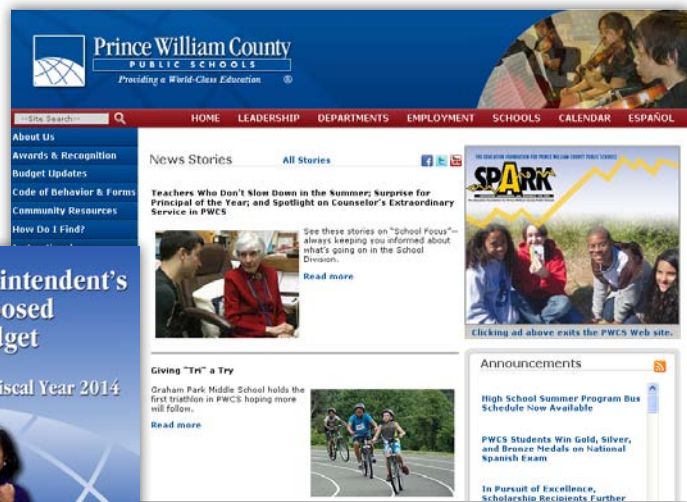 Prince William County
PUBLIC SCHOOLS
Providing a World-Class Education ®
--Site Search--
HOME LEADERSHIP DEPARTMENTS EMPLOYMENT SCHOOLS CALENDAR ESPAÑOL
About Us
Awards & Recognition
Budget Updates
Code of Behavior & Forms
Community Resources
How Do I Find?
intendent's
osed
dget
iscal Year 2014
News Stories All Stories
Teachers Who Don't Slow Down in the Summer; Surprise for
Principal of the Year; and Spotlight on Counselor's Extraordinary
Service in PWCS
See these stories on "School Focus"—
always keeping you informed about
what's going on in the School
Division.
Read more
Giving "Tri" a Try
Graham Park Middle School holds the
first triathlon in PWCS hoping more
will follow.
Read more
THE EDUCATION FOUNDATION FOR PRINCE WILLIAM COUNTY PUBLIC SCHOOLS
SPARK
Clicking ad above exits the PWCS Web site.
Announcements
High School Summer Program Bus
Schedule Now Available
PWCS Students Win Gold, Silver,
and Bronze Medals on National
Spanish Exam
In Pursuit of Excellence,
Scholarship Recipients Further